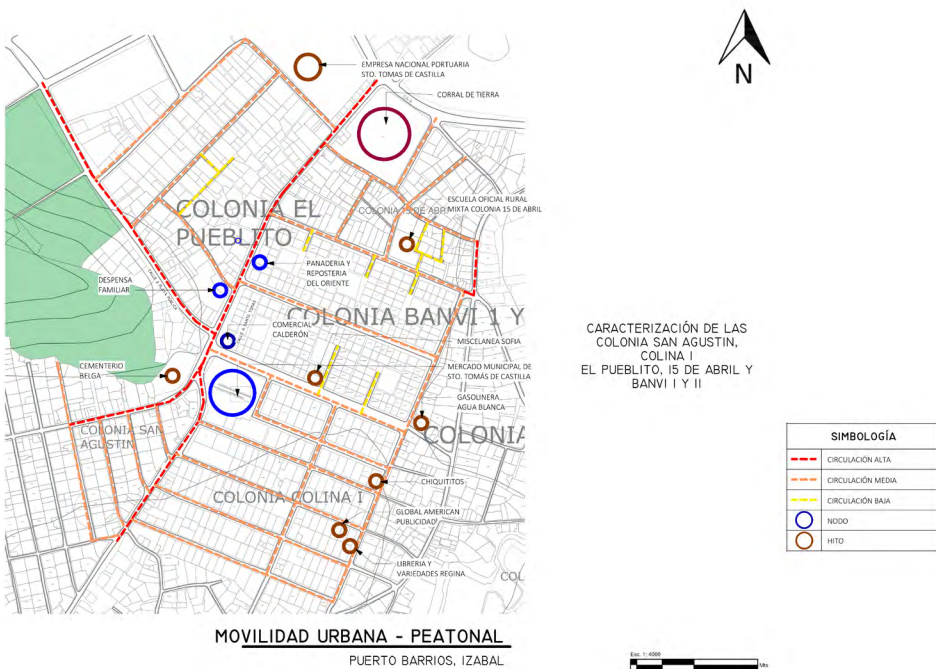 N
EMPRESA NACIONAL PORTUARIA
STO. TOMAS DE CASTILLA
CORRAL DE TIERRA
ESCUELA OFICIAL RURAL
MIXTA COLONIA 15 DE ABRIL
COLONIA EL
PUEBLITO
PANADERIA Y
REPOSTERIA
DEL ORIENTE
DESPENSA
FAMILIAR
COLONIA BANVI 1 Y
COMERCIAL
CALDERÓN
MISCELANEA SOFIA
CEMENTERIO
BELGA
MERCADO MUNICIPAL DE
STO. TOMÁS DE CASTILLA
GASOLINERA
AGUA BLANCA
COLONIA SAN
AGUSTIN
COLONIA
CHIQUITITOS
COLONIA COLINA I
GLOBAL AMERICAN
PUBLICIDAD
LIBRERIA Y
VARIEDADES REGINA
COL
CARACTERIZACIÓN DE LAS
COLONIA SAN AGUSTIN,
COLINA I
EL PUEBLITO, 15 DE ABRIL Y
BANVI I Y II
SIMBOLOGÍA
CIRCULACIÓN ALTA
CIRCULACIÓN MEDIA
CIRCULACIÓN BAJA
NODO
HITO
MOVILIDAD URBANA - PEATONAL
PUERTO BARRIOS, IZABAL
Esc. 1: 4000
Mts